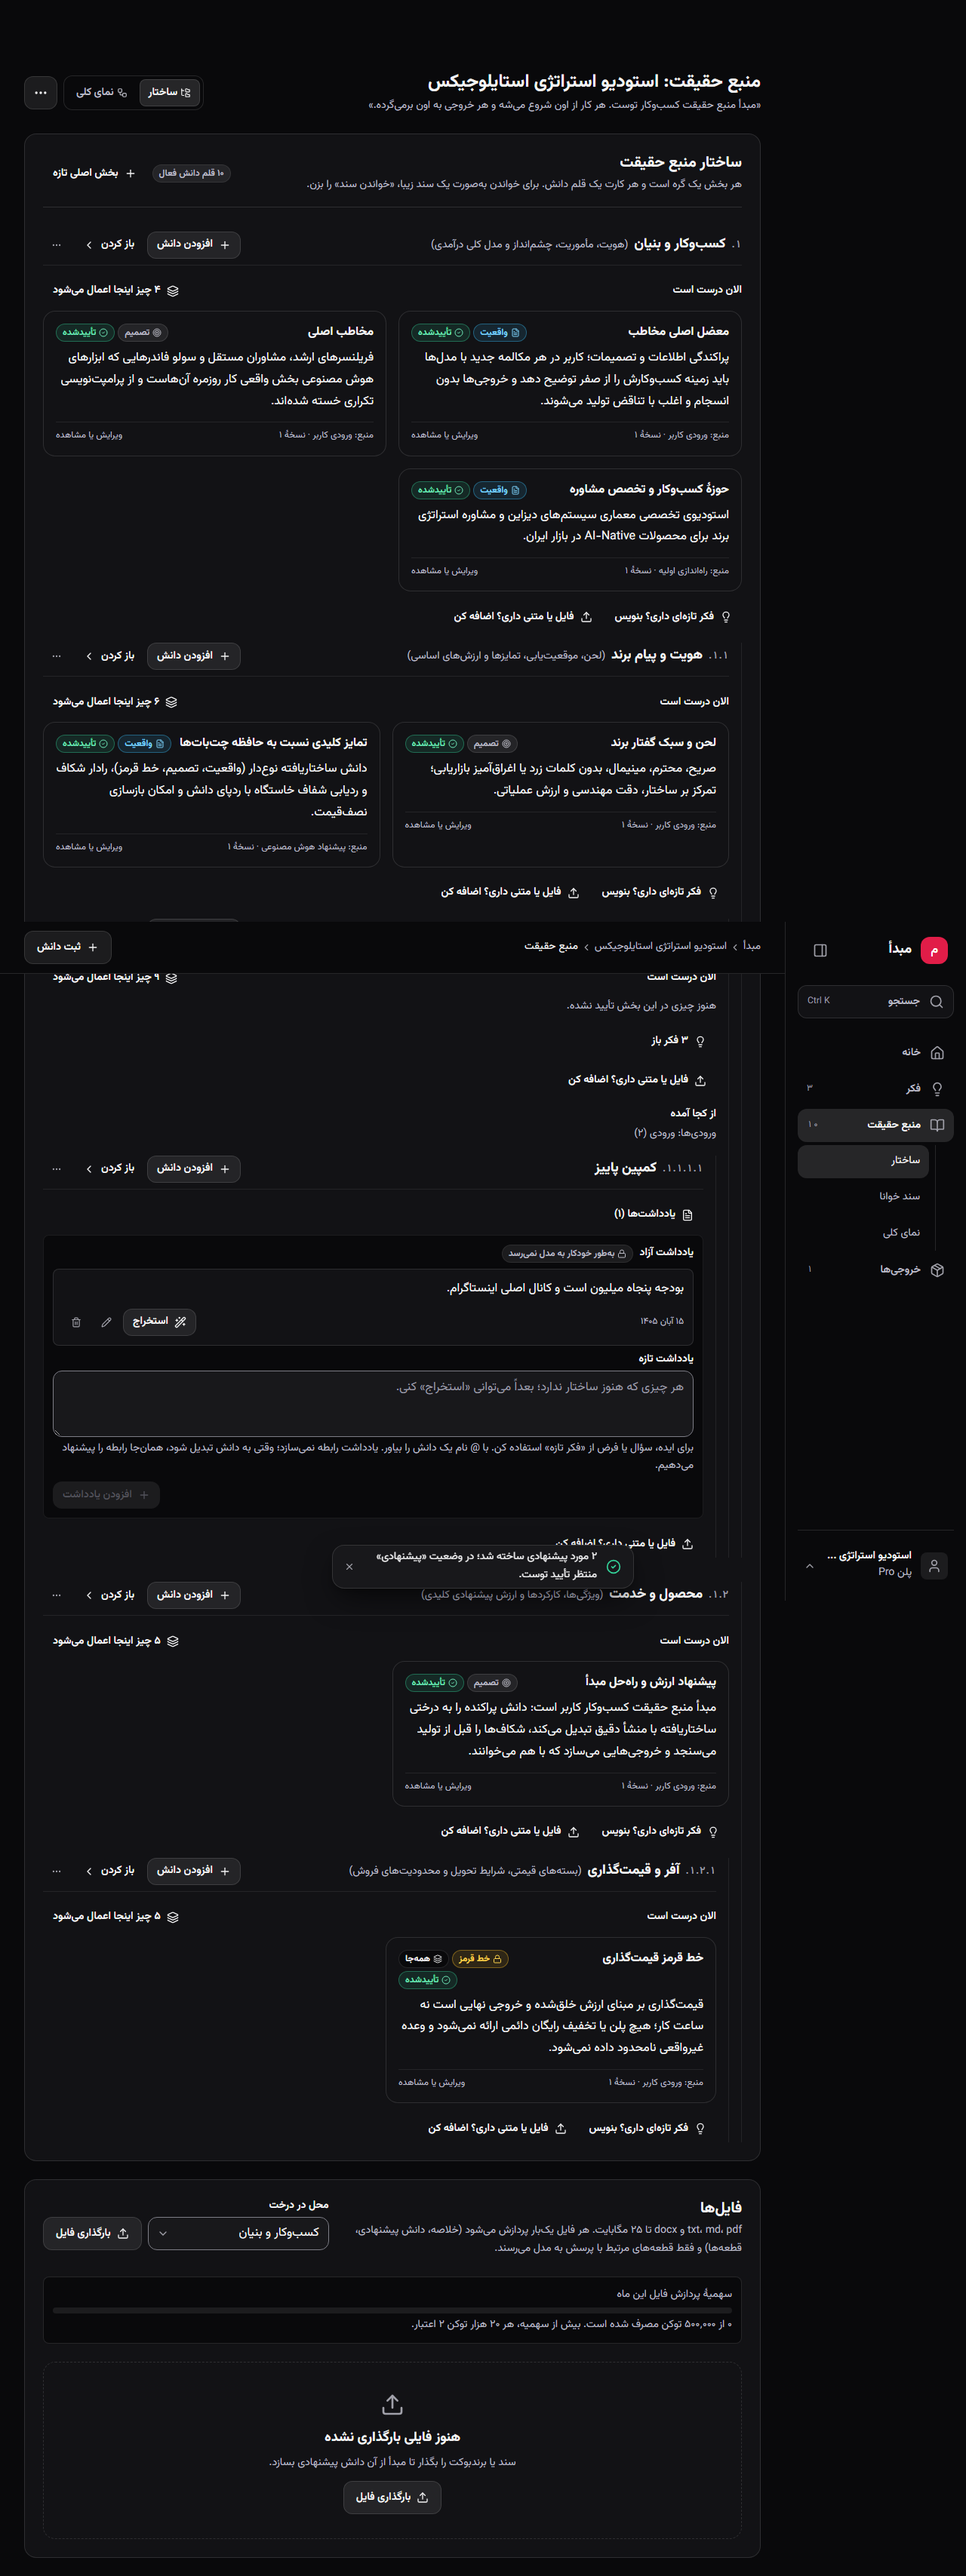 منبع حقیقت: استودیو استراتژی استایلوجیکس
«مبدأ منبع حقیقت کسب‌وکار توست. هر کار از اون شروع می‌شه و هر خروجی به اون برمی‌گرده.»
ساختار
نمای کلی
ساختار منبع حقیقت
هر بخش یک گره است و هر کارت یک قلم دانش. برای خواندن به‌صورت یک سند زیبا، «خواندن سند» را بزن.
۱۰ قلم دانش فعال
بخش اصلی تازه
۱. کسب‌وکار و بنیان (هویت، مأموریت، چشم‌انداز و مدل کلی درآمدی)
افزودن دانش
باز کردن
الان درست است
۴ چیز اینجا اعمال می‌شود
معضل اصلی مخاطب
واقعیت
تأییدشده
پراکندگی اطلاعات و تصمیمات؛ کاربر در هر مکالمه جدید با مدل‌ها
باید زمینه کسب‌وکارش را از صفر توضیح دهد و خروجی‌ها بدون
انسجام و اغلب با تناقض تولید می‌شوند.
منبع: ورودی کاربر · نسخهٔ ۱
ویرایش یا مشاهده
مخاطب اصلی
تصمیم
تأییدشده
فریلنسرهای ارشد، مشاوران مستقل و سولو فاندرهایی که ابزارهای
هوش مصنوعی بخش واقعی کار روزمره آن‌هاست و از پرامپت‌نویسی
تکراری خسته شده‌اند.
منبع: ورودی کاربر · نسخهٔ ۱
ویرایش یا مشاهده
حوزهٔ کسب‌وکار و تخصص مشاوره
واقعیت
تأییدشده
استودیوی تخصصی معماری سیستم‌های دیزاین و مشاوره استراتژی
برند برای محصولات AI-Native در بازار ایران.
منبع: راه‌اندازی اولیه · نسخهٔ ۱
ویرایش یا مشاهده
فکر تازه‌ای داری؟ بنویس
فایل یا متنی داری؟ اضافه کن
۱.۱. هویت و پیام برند (لحن، موقعیت‌یابی، تمایزها و ارزش‌های اساسی)
افزودن دانش
باز کردن
الان درست است
۶ چیز اینجا اعمال می‌شود
لحن و سبک گفتار برند
تصمیم
تأییدشده
صریح، محترم، مینیمال، بدون کلمات زرد یا اغراق‌آمیز بازاریابی؛
تمرکز بر ساختار، دقت مهندسی و ارزش عملیاتی.
منبع: ورودی کاربر · نسخهٔ ۱
ویرایش یا مشاهده
تمایز کلیدی نسبت به حافظه چت‌بات‌ها
واقعیت
تأییدشده
دانش ساختاریافته نوع‌دار (واقعیت، تصمیم، خط قرمز)، رادار شکاف
و ردیابی شفاف خاستگاه با ردپای دانش و امکان بازسازی
نصف‌قیمت.
منبع: پیشنهاد هوش مصنوعی · نسخهٔ ۱
ویرایش یا مشاهده
فکر تازه‌ای داری؟ بنویس
فایل یا متنی داری؟ اضافه کن
م
مبدأ
جستجو
Ctrl K
خانه
فکر
۳
منبع حقیقت
۱۰
ساختار
سند خوانا
نمای کلی
خروجی‌ها
۱
استودیو استراتژی ...
پلن Pro
مبدأ
استودیو استراتژی استایلوجیکس
منبع حقیقت
ثبت دانش
الان درست است
۹ چیز اینجا اعمال می‌شود
هنوز چیزی در این بخش تأیید نشده.
۳ فکر باز
فایل یا متنی داری؟ اضافه کن
از کجا آمده
ورودی‌ها: ورودی (۲)
۱.۱.۱.۱. کمپین پاییز
افزودن دانش
باز کردن
یادداشت‌ها (۱)
یادداشت آزاد
به‌طور خودکار به مدل نمی‌رسد
بودجه پنجاه میلیون است و کانال اصلی اینستاگرام.
۱۵ آبان ۱۴۰۵
استخراج
یادداشت تازه
هر چیزی که هنوز ساختار ندارد؛ بعداً می‌توانی «استخراج» کنی.
برای ایده، سؤال یا فرض از «فکر تازه» استفاده کن. با @ نام یک دانش را بیاور. یادداشت رابطه نمی‌سازد؛ وقتی به دانش تبدیل شود، همان‌جا رابطه را پیشنهاد
می‌دهیم.
افزودن یادداشت
فایل یا متنی داری؟ اضافه کن
۲ مورد پیشنهادی ساخته شد؛ در وضعیت «پیشنهادی»
منتظر تأیید توست.
۱.۲. محصول و خدمت (ویژگی‌ها، کارکردها و ارزش پیشنهادی کلیدی)
افزودن دانش
باز کردن
الان درست است
۵ چیز اینجا اعمال می‌شود
پیشنهاد ارزش و راه‌حل مبدأ
تصمیم
تأییدشده
مبدأ منبع حقیقت کسب‌وکار کاربر است: دانش پراکنده را به درختی
ساختاریافته با منشأ دقیق تبدیل می‌کند، شکاف‌ها را قبل از تولید
می‌سنجد و خروجی‌هایی می‌سازد که با هم می‌خوانند.
منبع: ورودی کاربر · نسخهٔ ۱
ویرایش یا مشاهده
فکر تازه‌ای داری؟ بنویس
فایل یا متنی داری؟ اضافه کن
۱.۲.۱. آفر و قیمت‌گذاری (بسته‌های قیمتی، شرایط تحویل و محدودیت‌های فروش)
افزودن دانش
باز کردن
الان درست است
۵ چیز اینجا اعمال می‌شود
خط قرمز قیمت‌گذاری
خط قرمز
همه‌جا
تأییدشده
قیمت‌گذاری بر مبنای ارزش خلق‌شده و خروجی نهایی است نه
ساعت کار؛ هیچ پلن یا تخفیف رایگان دائمی ارائه نمی‌شود و وعده
غیرواقعی نامحدود داده نمی‌شود.
منبع: ورودی کاربر · نسخهٔ ۱
ویرایش یا مشاهده
فکر تازه‌ای داری؟ بنویس
فایل یا متنی داری؟ اضافه کن
فایل‌ها
txt، md، pdf و docx تا ۲۵ مگابایت. هر فایل یک‌بار پردازش می‌شود (خلاصه، دانش پیشنهادی،
قطعه‌ها) و فقط قطعه‌های مرتبط با پرسش به مدل می‌رسند.
محل در درخت
کسب‌وکار و بنیان
بارگذاری فایل
سهمیهٔ پردازش فایل این ماه
۰ از ۵۰۰,۰۰۰ توکن مصرف شده است. بیش از سهمیه، هر ۲۰ هزار توکن ۲ اعتبار.
هنوز فایلی بارگذاری نشده
سند یا برندبوکت را بگذار تا مبدأ از آن دانش پیشنهادی بسازد.
بارگذاری فایل